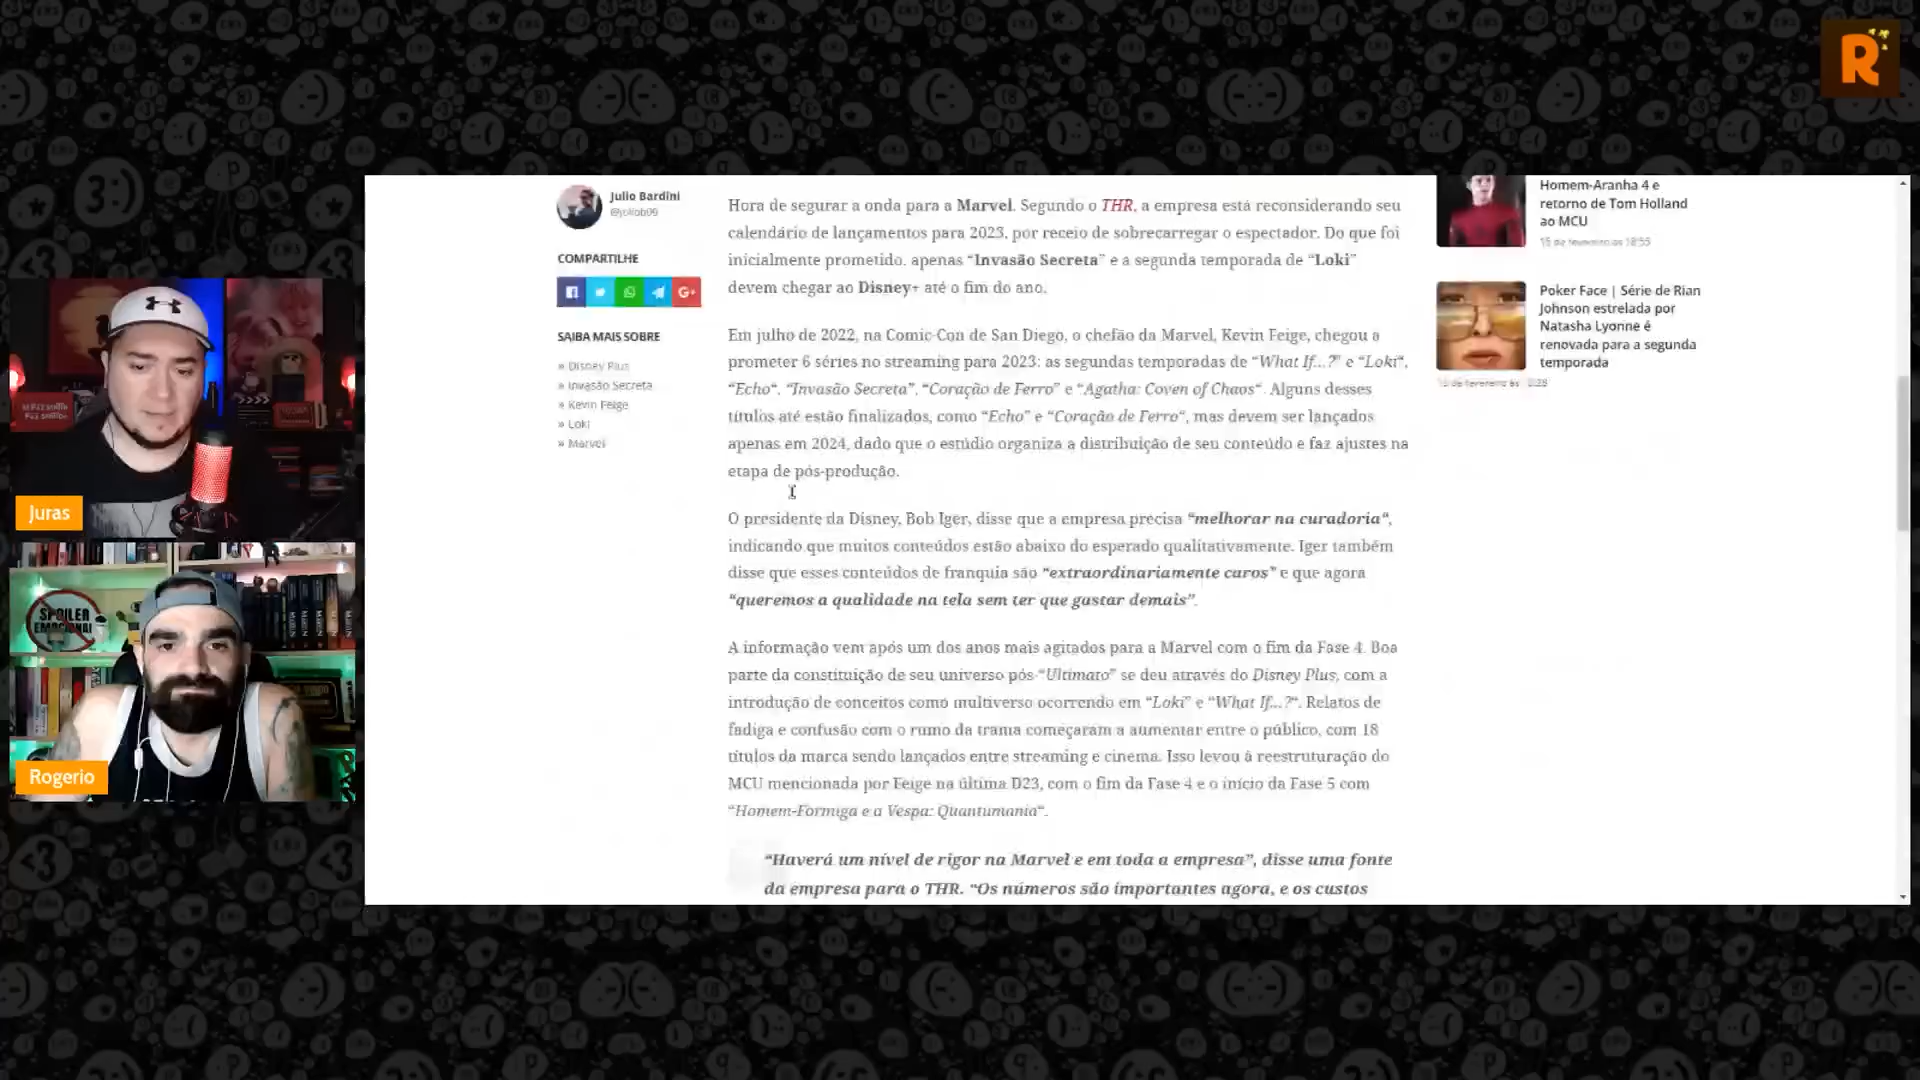 R
Julio Bardini
COMPARTILHE
SAIBA MAIS SOBRE
» Disney Plus
» Invasão Secreta
» Kevin Feige
» Loki
» Marvel
Hora de segurar a onda para a Marvel. Segundo o THR, a empresa está reconsiderando seu
calendário de lançamentos para 2023, por receio de sobrecarregar o espectador. Do que foi
inicialmente prometido, apenas “Invasão Secreta” e a segunda temporada de “Loki”
devem chegar ao Disney+ até o fim do ano.
Em julho de 2022, na Comic-Con de San Diego, o chefão da Marvel, Kevin Feige, chegou a
prometer 6 séries no streaming para 2023: as segundas temporadas de “What If...?” e “Loki“,
“Echo“, “Invasão Secreta”, “Coração de Ferro” e “Agatha: Coven of Chaos“. Alguns desses
títulos até estão finalizados, como “Echo” e “Coração de Ferro“, mas devem ser lançados
apenas em 2024, dado que o estúdio organiza a distribuição de seu conteúdo e faz ajustes na
etapa de pós-produção.
O presidente da Disney, Bob Iger, disse que a empresa precisa “melhorar na curadoria“,
indicando que muitos conteúdos estão abaixo do esperado qualitativamente. Iger também
disse que esses conteúdos de franquia são “extraordinariamente caros” e que agora
“queremos a qualidade na tela sem ter que gastar demais”.
A informação vem após um dos anos mais agitados para a Marvel com o fim da Fase 4. Boa
parte da constituição de seu universo pós-“Ultimato” se deu através do Disney Plus, com a
introdução de conceitos como multiverso ocorrendo em “Loki” e “What If...?“. Relatos de
fadiga e confusão com o rumo da trama começaram a aumentar entre o público, com 18
títulos da marca sendo lançados entre streaming e cinema. Isso levou à reestruturação do
MCU mencionada por Feige na última D23, com o fim da Fase 4 e o início da Fase 5 com
“Homem-Formiga e a Vespa: Quantumania“.
“Haverá um nível de rigor na Marvel e em toda a empresa”, disse uma fonte
da empresa para o THR. “Os números são importantes agora, e os custos
Homem-Aranha 4 e
retorno de Tom Holland
ao MCU
15 de fevereiro às 18:55
Poker Face | Série de Rian
Johnson estrelada por
Natasha Lyonne é
renovada para a segunda
temporada
Juras
SPOILER
EMOCIONAL!
Rogerio